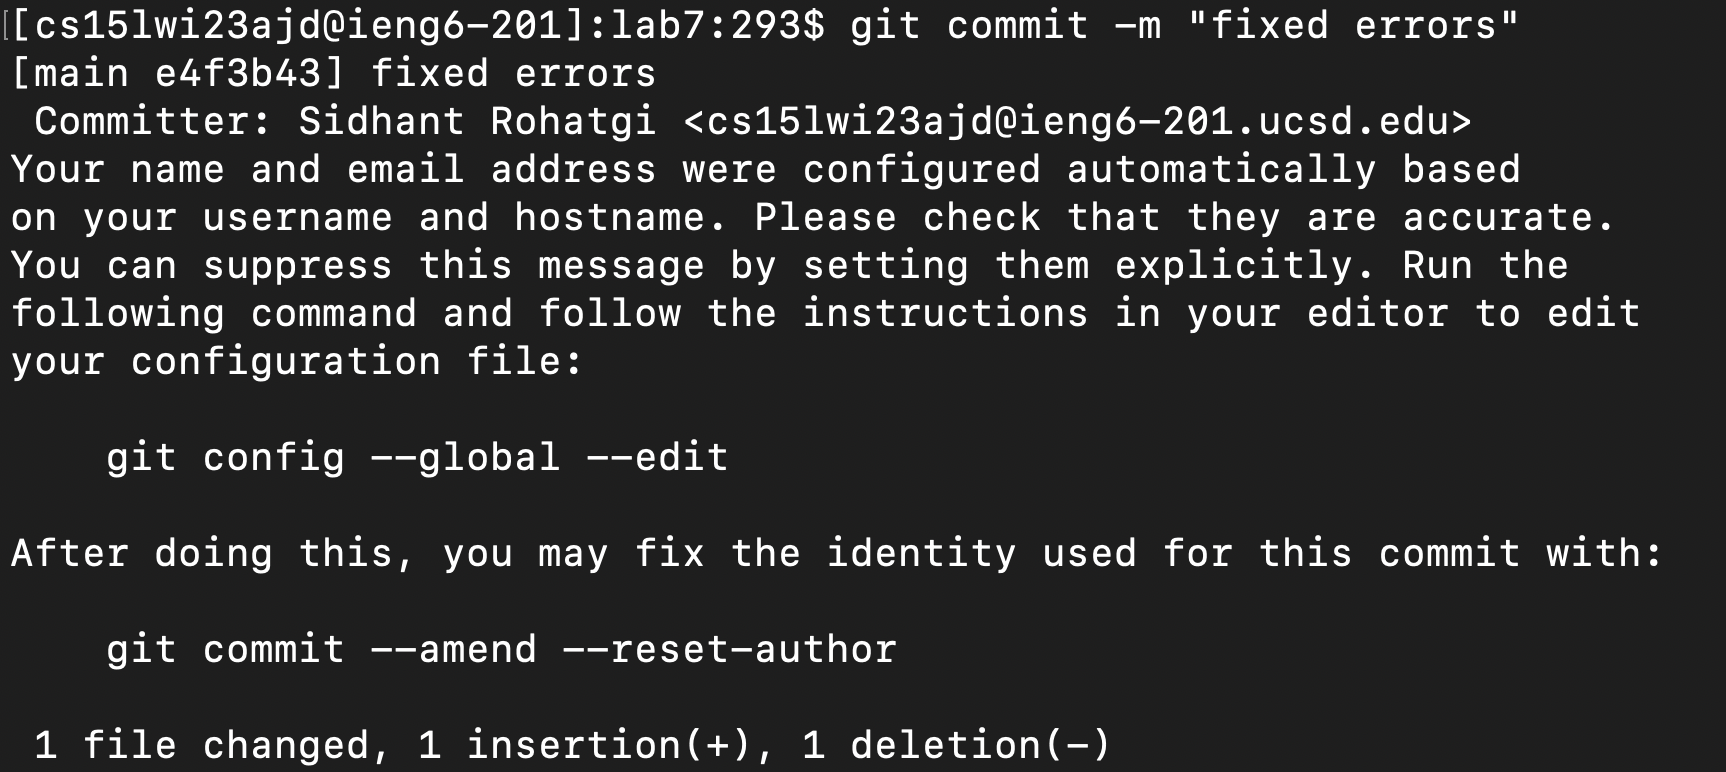 [[cs15lwi23ajd@ieng6-201]:lab7:293$ git commit -m "fixed errors"
[main e4f3b43] fixed errors
 Committer: Sidhant Rohatgi <cs15lwi23ajd@ieng6-201.ucsd.edu>
Your name and email address were configured automatically based
on your username and hostname. Please check that they are accurate.
You can suppress this message by setting them explicitly. Run the
following command and follow the instructions in your editor to edit
your configuration file:

    git config --global --edit

After doing this, you may fix the identity used for this commit with:

    git commit --amend --reset-author

 1 file changed, 1 insertion(+), 1 deletion(-)